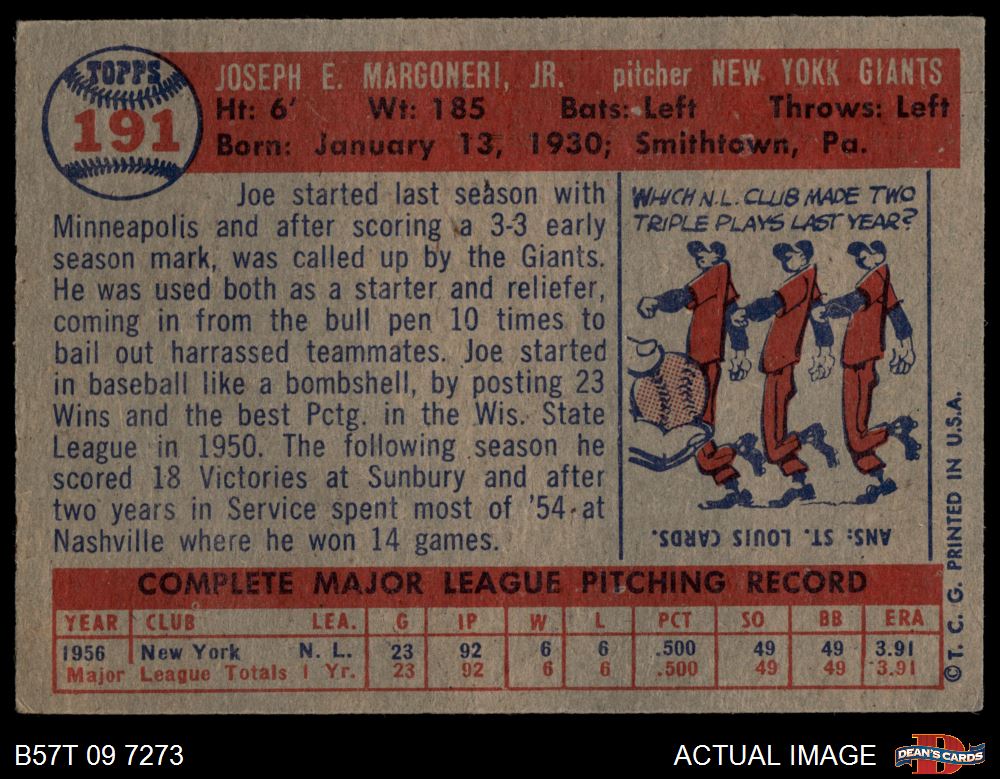 TOPPS
191
JOSEPH E. MARGONERI, JR. pitcher NEW YORK GIANTS
Ht: 6' Wt: 185 Bats: Left Throws: Left
Born: January 13, 1930; Smithtown, Pa.
Joe started last season with
Minneapolis and after scoring a 3-3 early
season mark, was called up by the Giants.
He was used both as a starter and reliefer,
coming in from the bull pen 10 times to
bail out harrassed teammates. Joe started
in baseball like a bombshell, by posting 23
Wins and the best Pctg. in the Wis. State
League in 1950. The following season he
scored 18 Victories at Sunbury and after
two years in Service spent most of '54 at
Nashville where he won 14 games.
WHICH N.L. CLUB MADE TWO
TRIPLE PLAYS LAST YEAR?
ANS: ST. LOUIS CARDS.
COMPLETE MAJOR LEAGUE PITCHING RECORD
YEAR CLUB LEA. G IP W L PCT SO BB ERA
1956 New York N. L. 23 92 6 6 .500 49 49 3.91
Major League Totals 1 Yr. 23 92 6 6 .500 49 49 3.91
© T. C. G. PRINTED IN U.S.A.
B57T 09 7273
ACTUAL IMAGE
DEAN'S CARDS